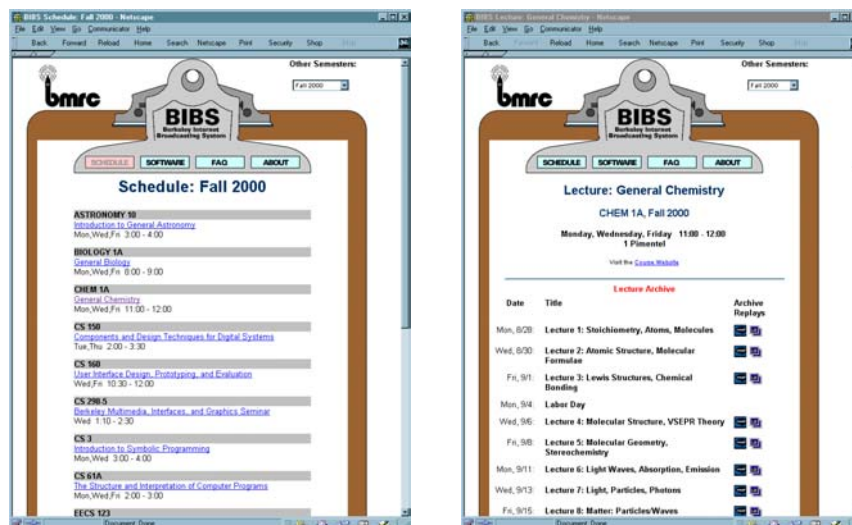 BIBS Schedule: Fall 2000 - Netscape
File Edit View Go Communicator Help
Back Forward Reload Home Search Netscape Print Security Shop
Other Semesters:
Fall 2000
bmrc
BIBS
Berkeley Internet
Broadcasting System
SCHEDULE SOFTWARE FAQ ABOUT
Schedule: Fall 2000
ASTRONOMY 10
Introduction to General Astronomy
Mon,Wed,Fri 3:00 - 4:00
BIOLOGY 1A
General Biology
Mon,Wed,Fri 8:00 - 9:00
CHEM 1A
General Chemistry
Mon,Wed,Fri 11:00 - 12:00
CS 150
Components and Design Techniques for Digital Systems
Tue,Thu 2:00 - 3:30
CS 160
User Interface Design, Prototyping, and Evaluation
Wed,Fri 10:30 - 12:00
CS 298-5
Berkeley Multimedia, Interfaces, and Graphics Seminar
Wed 1:10 - 2:30
CS 3
Introduction to Symbolic Programming
Mon,Wed 3:00 - 4:00
CS 61A
The Structure and Interpretation of Computer Programs
Mon,Wed,Fri 2:00 - 3:00
EECS 123
Document: Done
BIBS Lecture: General Chemistry - Netscape
File Edit View Go Communicator Help
Back Forward Reload Home Search Netscape Print Security Shop
Other Semesters:
Fall 2000
bmrc
BIBS
Berkeley Internet
Broadcasting System
SCHEDULE SOFTWARE FAQ ABOUT
Lecture: General Chemistry
CHEM 1A, Fall 2000
Monday, Wednesday, Friday 11:00 - 12:00
1 Pimentel
Visit the Course Website
Lecture Archive
Date Title Archive
Replays
Mon, 8/28: Lecture 1: Stoichiometry, Atoms, Molecules
Wed, 8/30: Lecture 2: Atomic Structure, Molecular
Formulae
Fri, 9/1: Lecture 3: Lewis Structures, Chemical
Bonding
Mon, 9/4: Labor Day
Wed, 9/6: Lecture 4: Molecular Structure, VSEPR Theory
Fri, 9/8: Lecture 5: Molecular Geometry,
Stereochemistry
Mon, 9/11: Lecture 6: Light Waves, Absorption, Emission
Wed, 9/13: Lecture 7: Light, Particles, Photons
Fri, 9/15: Lecture 8: Matter: Particles/Waves
Document: Done